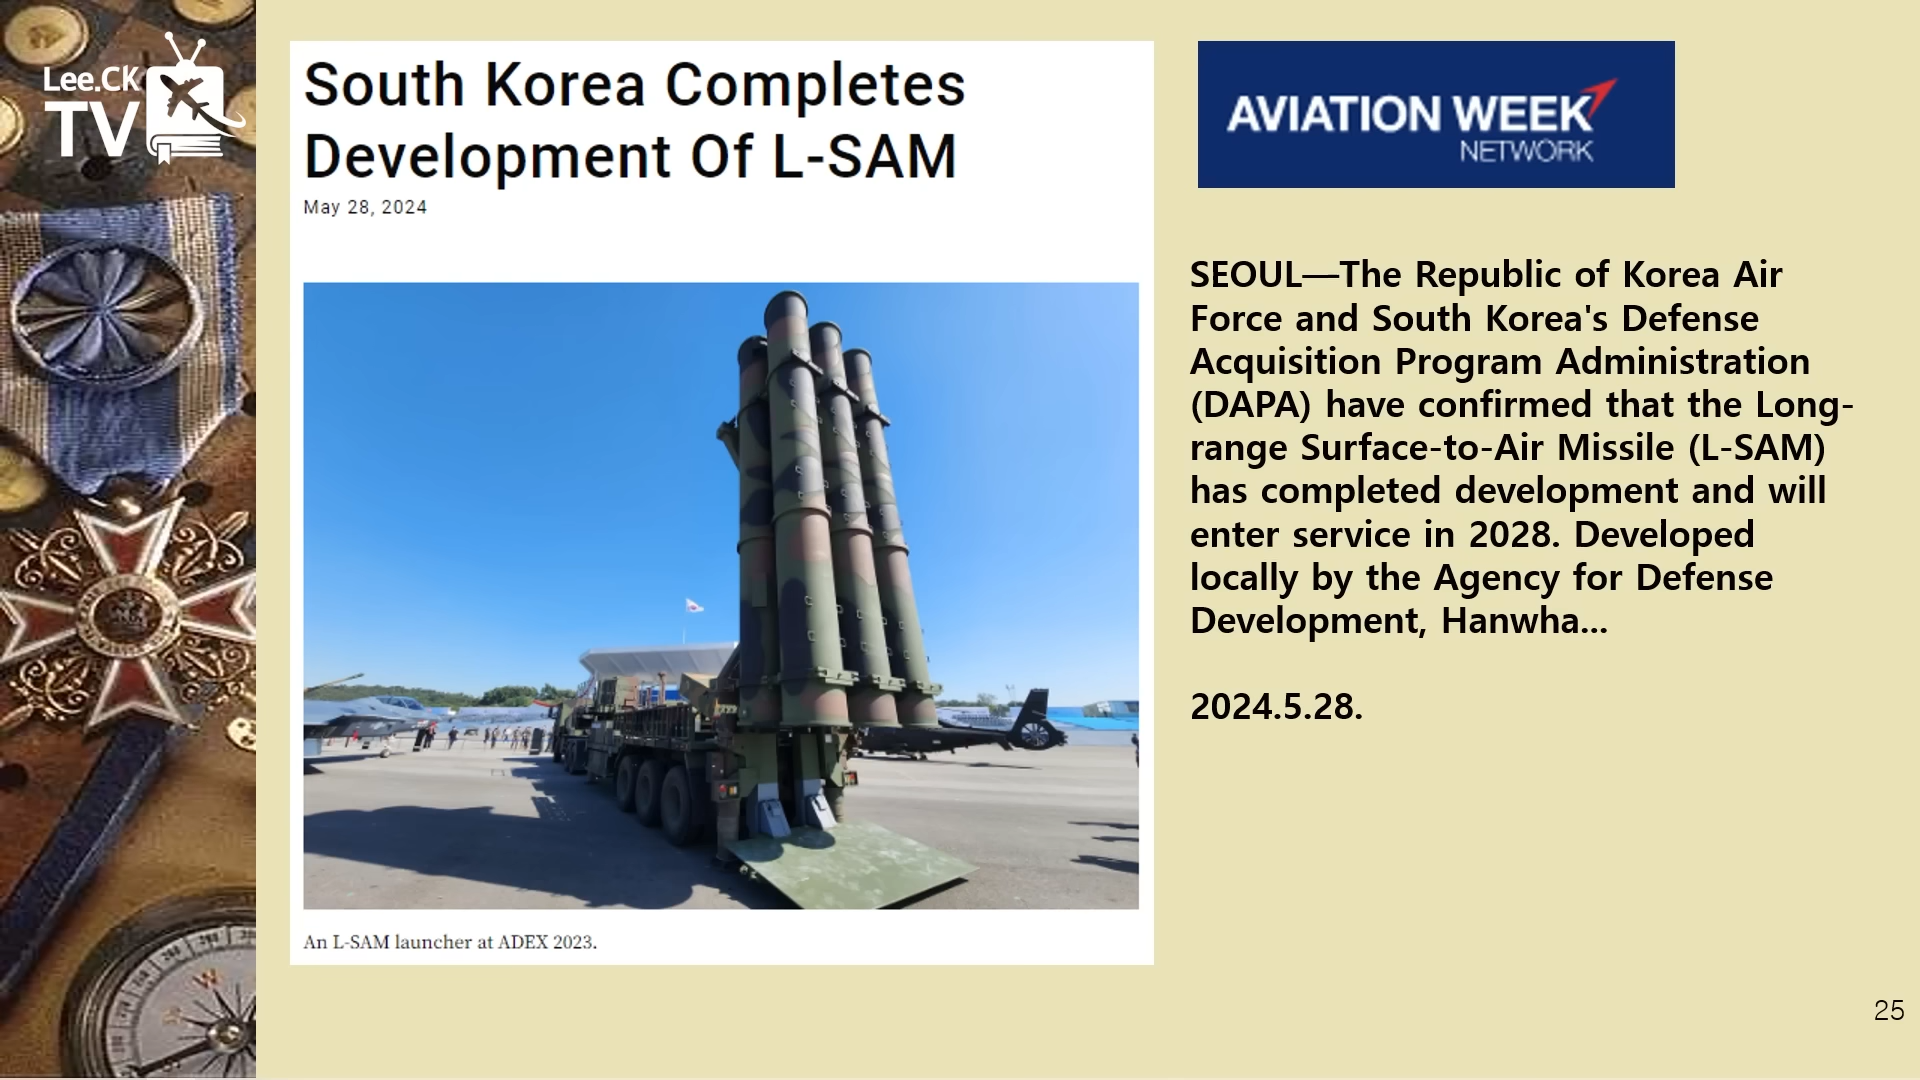 Lee.CK
TV
South Korea Completes
Development Of L-SAM
May 28, 2024
An L-SAM launcher at ADEX 2023.
AVIATION WEEK
NETWORK
SEOUL—The Republic of Korea Air
Force and South Korea's Defense
Acquisition Program Administration
(DAPA) have confirmed that the Long-
range Surface-to-Air Missile (L-SAM)
has completed development and will
enter service in 2028. Developed
locally by the Agency for Defense
Development, Hanwha...
2024.5.28.
25